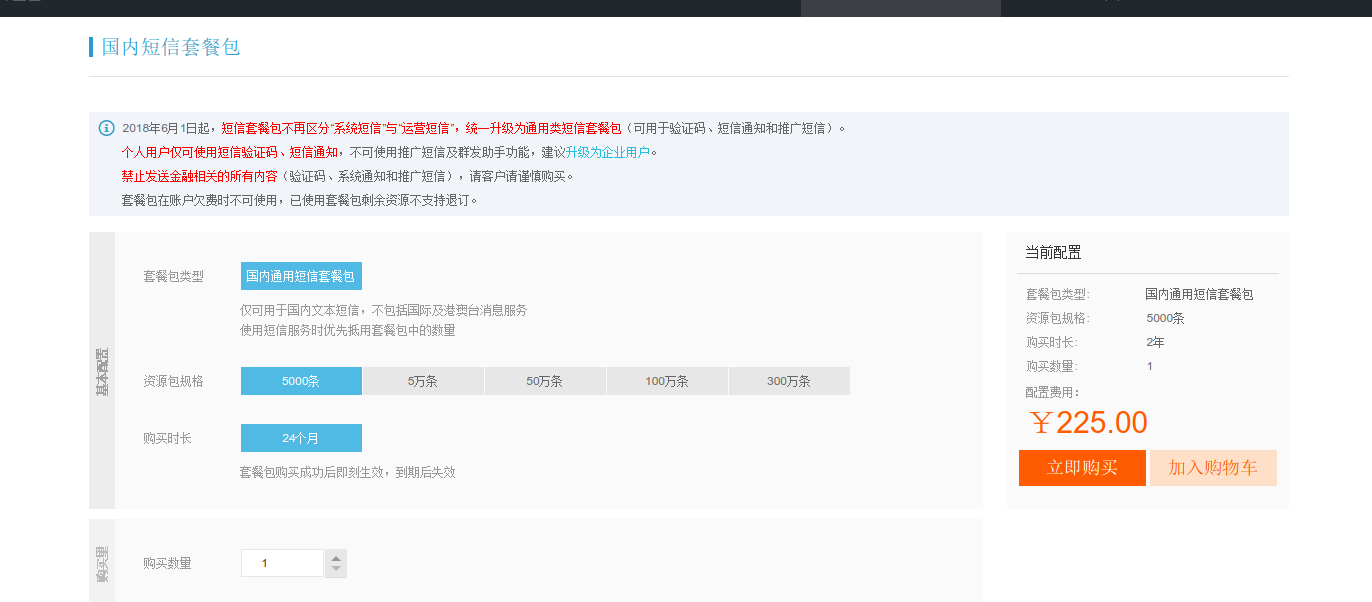 国内短信套餐包
2018年6月1日起，短信套餐包不再区分“系统短信”与“运营短信”，统一升级为通用类短信套餐包（可用于验证码、短信通知和推广短信）。
个人用户仅可使用短信验证码、短信通知，不可使用推广短信及群发助手功能，建议升级为企业用户。
禁止发送金融相关的所有内容（验证码、系统通知和推广短信），请客户请谨慎购买。
套餐包在账户欠费时不可使用，已使用套餐包剩余资源不支持退订。
基本配置
套餐包类型
国内通用短信套餐包
仅可用于国内文本短信，不包括国际及港澳台消息服务
使用短信服务时优先抵用套餐包中的数量
资源包规格
5000条 5万条 50万条 100万条 300万条
购买时长
24个月
套餐包购买成功后即刻生效，到期后失效
当前配置
套餐包类型: 国内通用短信套餐包
资源包规格: 5000条
购买时长: 2年
购买数量: 1
配置费用：
￥225.00
立即购买 加入购物车
购买量
购买数量 1